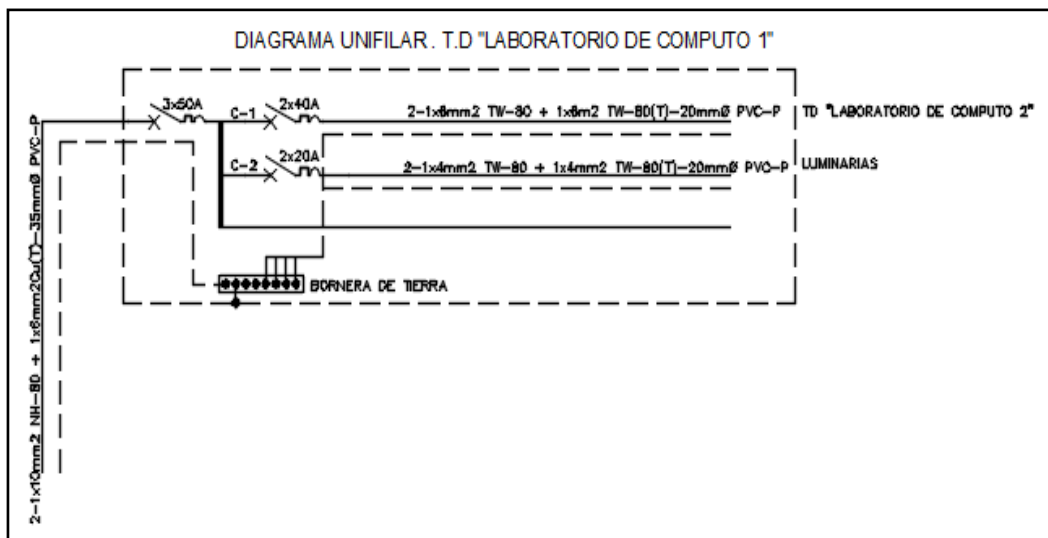 DIAGRAMA UNIFILAR . T.D "LABORATORIO DE COMPUTO 1"
3x50A
C-1
2x40A
2-1x6mm2 TW-80 + 1x6m2 TW-80(T)-20mmØ PVC-P
TD "LABORATORIO DE COMPUTO 2"
C-2
2x20A
2-1x4mm2 TW-80 + 1x4mm2 TW-80(T)-20mmØ PVC-P
LUMINARIAS
BORNERA DE TIERRA
2-1x10mm2 NH-80 + 1x6mm2Cu(T)-35mmØ PVC-P